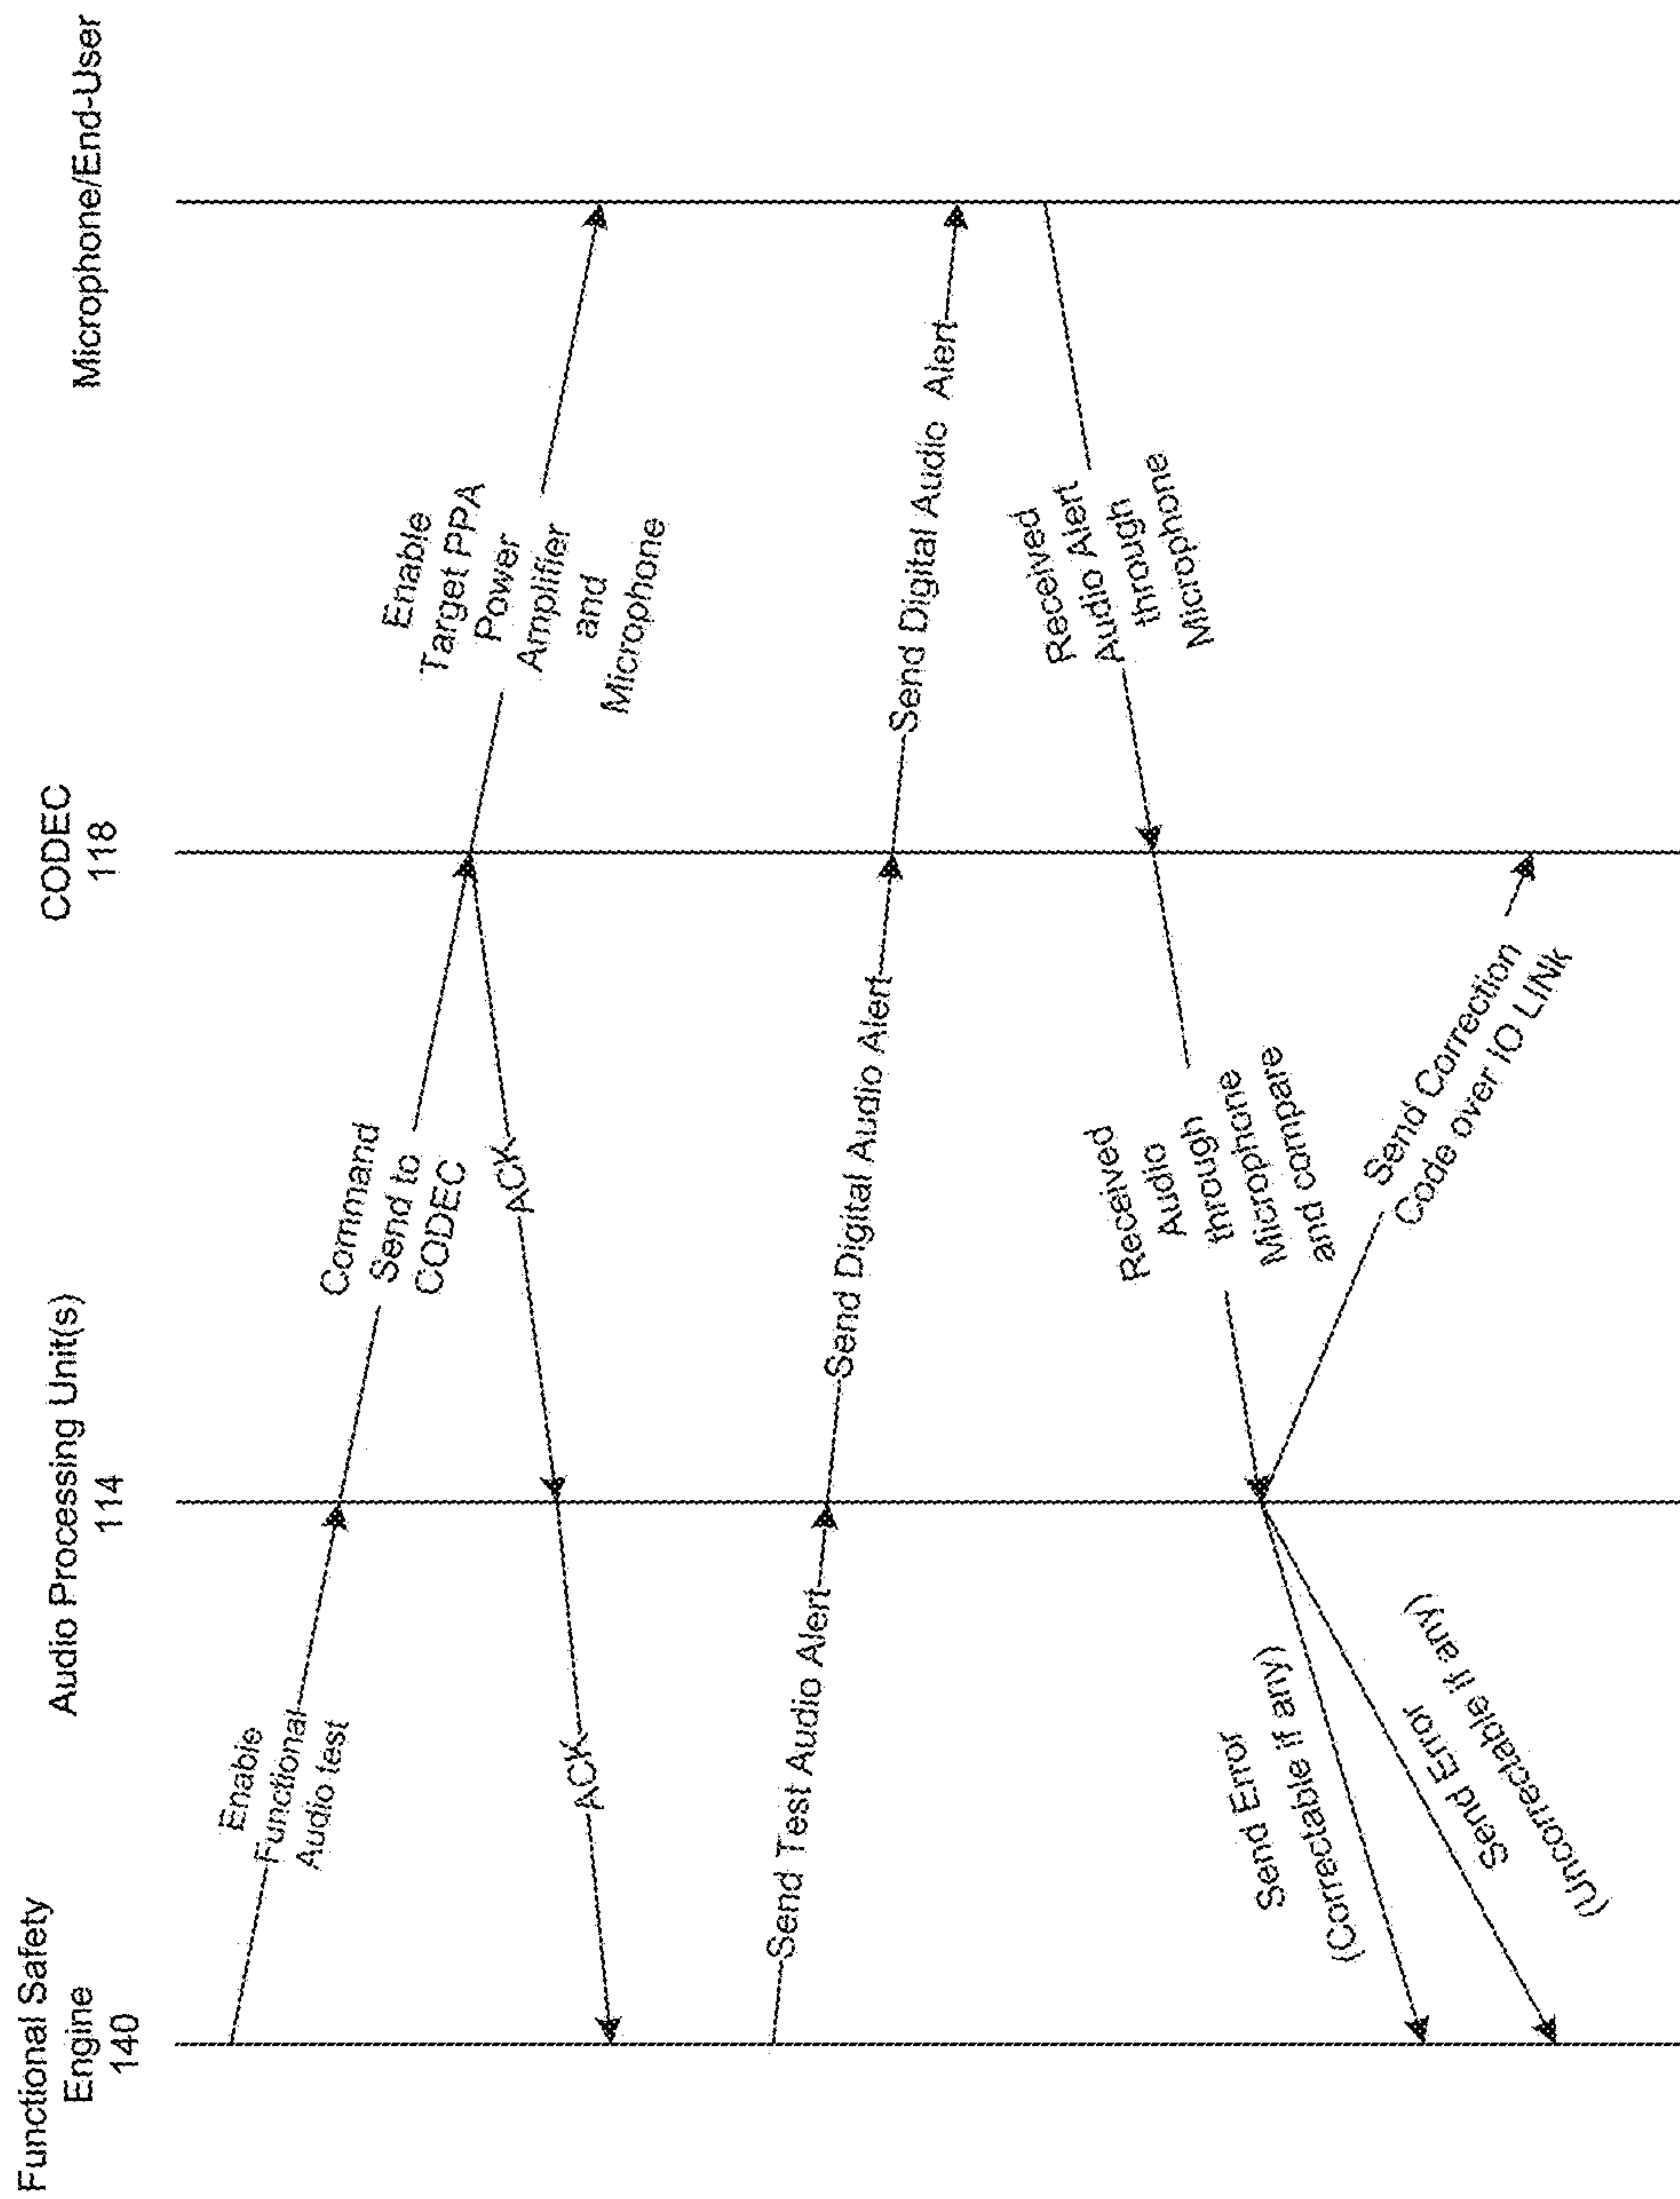 Functional Safety
Engine
140
Audio Processing Unit(s)
114
CODEC
118
Microphone/End-User
Enable
Functional
Audio test
Command
Send to
CODEC
Enable
Target PPA
Power
Amplifier
and
Microphone
ACK
ACK
Send Test Audio Alert
Send Digital Audio Alert
Send Digital Audio Alert
Received
Audio Alert
through
Microphone
Received
Audio
through
Microphone
and compare
Send Error
(Correctable if any)
Send Error
(Uncorrectable if any)
Send Correction
Code over IO LINk